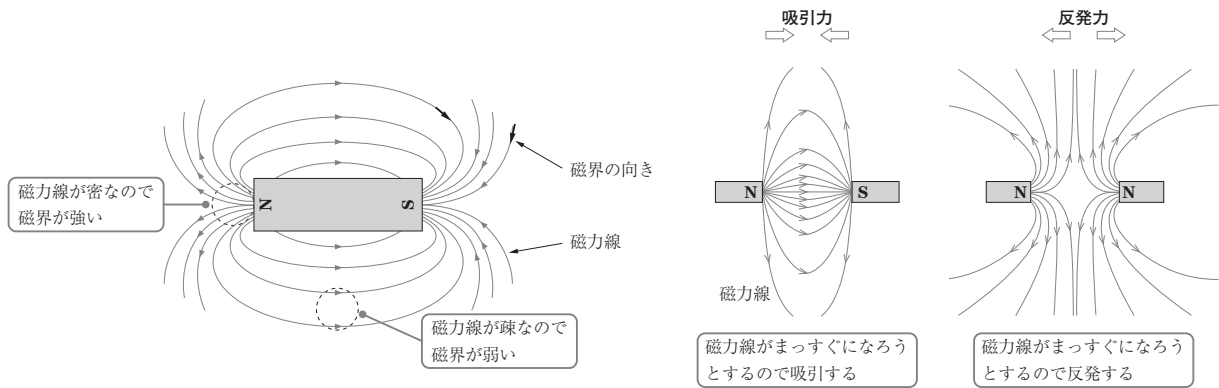 磁力線が密なので
磁界が強い
N
S
磁界の向き
磁力線
磁力線が疎なので
磁界が弱い
吸引力
N
S
磁力線
磁力線がまっすぐになろう
とするので吸引する
反発力
N
N
磁力線がまっすぐになろう
とするので反発する